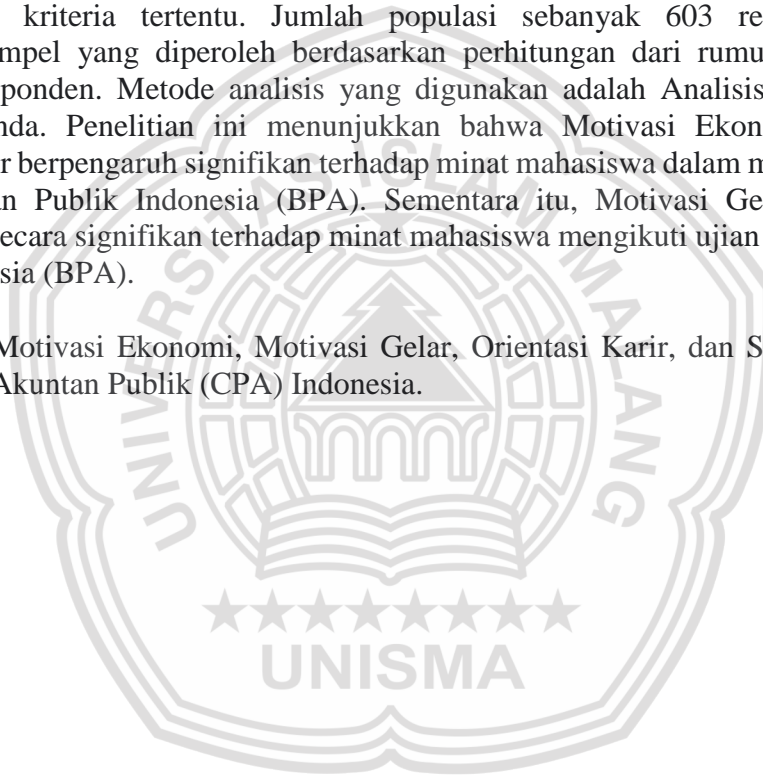 kriteria tertentu. Jumlah populasi sebanyak 603 re
mpel yang diperoleh berdasarkan perhitungan dari rumu
ponden. Metode analisis yang digunakan adalah Analisis
nda. Penelitian ini menunjukkan bahwa Motivasi Ekon
r berpengaruh signifikan terhadap minat mahasiswa dalam m
n Publik Indonesia (BPA). Sementara itu, Motivasi Ge
ecara signifikan terhadap minat mahasiswa mengikuti ujian
sia (BPA).
Motivasi Ekonomi, Motivasi Gelar, Orientasi Karir, dan S
Akuntan Publik (CPA) Indonesia.
UNIVERSITAS ISLAM MALANG
UNISMA